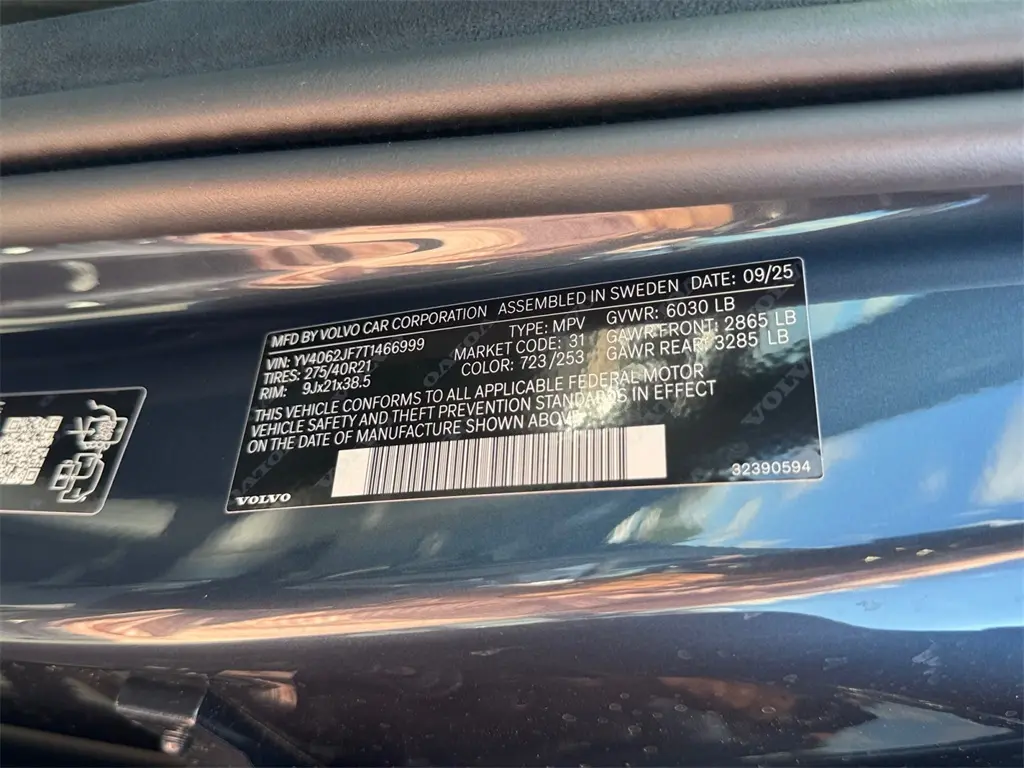 MFD BY VOLVO CAR CORPORATION ASSEMBLED IN SWEDEN DATE: 09/25
VIN: YV4062JF7T1466999 TYPE: MPV GVWR: 6030 LB
TIRES: 275/40R21 MARKET CODE: 31 GAWR FRONT: 2865 LB
RIM: 9Jx21x38.5 COLOR: 723/253 GAWR REAR: 3285 LB
THIS VEHICLE CONFORMS TO ALL APPLICABLE FEDERAL MOTOR
VEHICLE SAFETY AND THEFT PREVENTION STANDARDS IN EFFECT
ON THE DATE OF MANUFACTURE SHOWN ABOVE
VOLVO 32390594